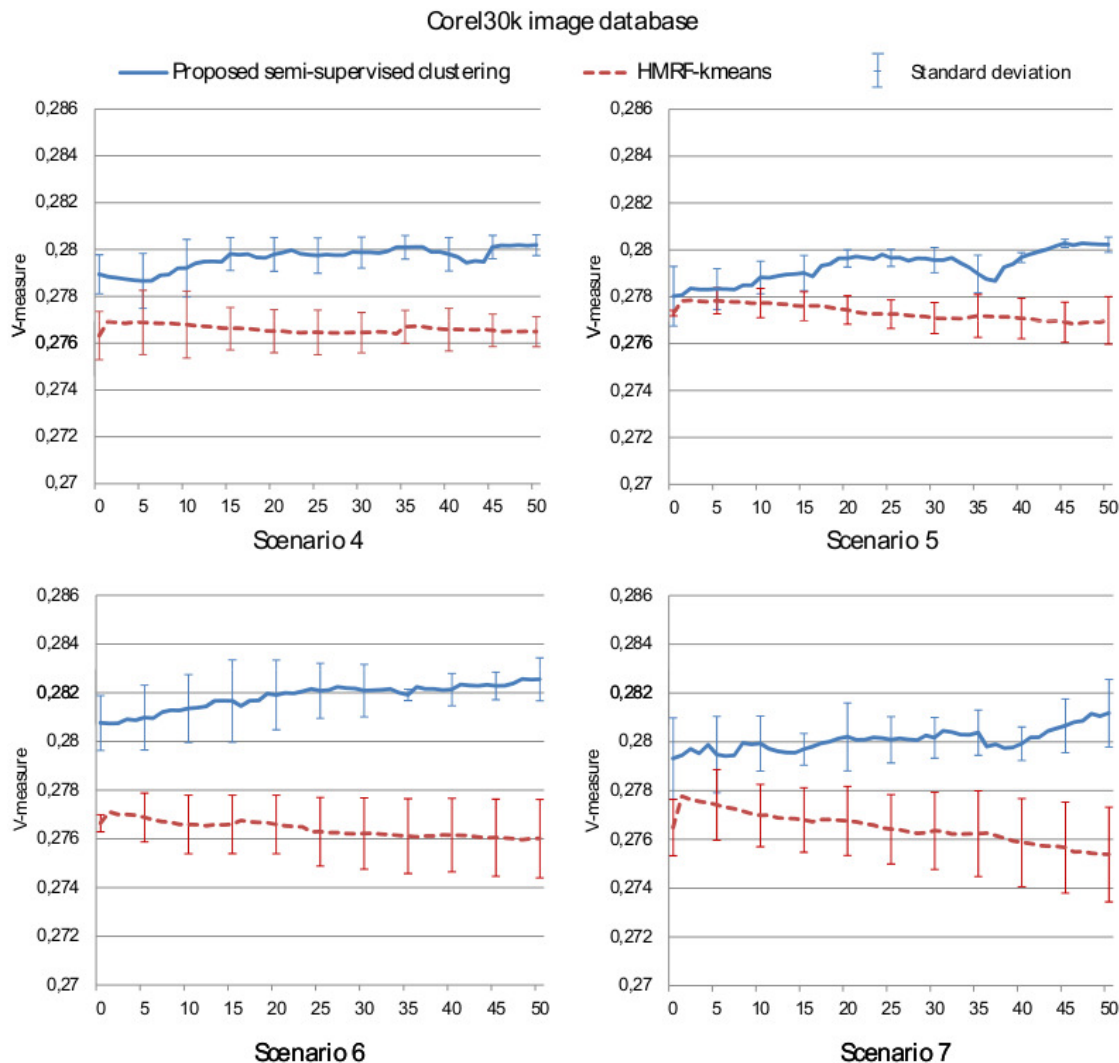 Corel30k image database
Proposed semi-supervised clustering HMRF-kmeans Standard deviation
0,286 0,286
0,284 0,284
0,282 0,282
0,28 0,28
0,278 0,278
0,276 0,276
0,274 0,274
0,272 0,272
0,27 0,27
V-measure V-measure
0 5 10 15 20 25 30 35 40 45 50 0 5 10 15 20 25 30 35 40 45 50
Scenario 4 Scenario 5
0,286 0,286
0,284 0,284
0,282 0,282
0,28 0,28
0,278 0,278
0,276 0,276
0,274 0,274
0,272 0,272
0,27 0,27
V-measure V-measure
0 5 10 15 20 25 30 35 40 45 50 0 5 10 15 20 25 30 35 40 45 50
Scenario 6 Scenario 7